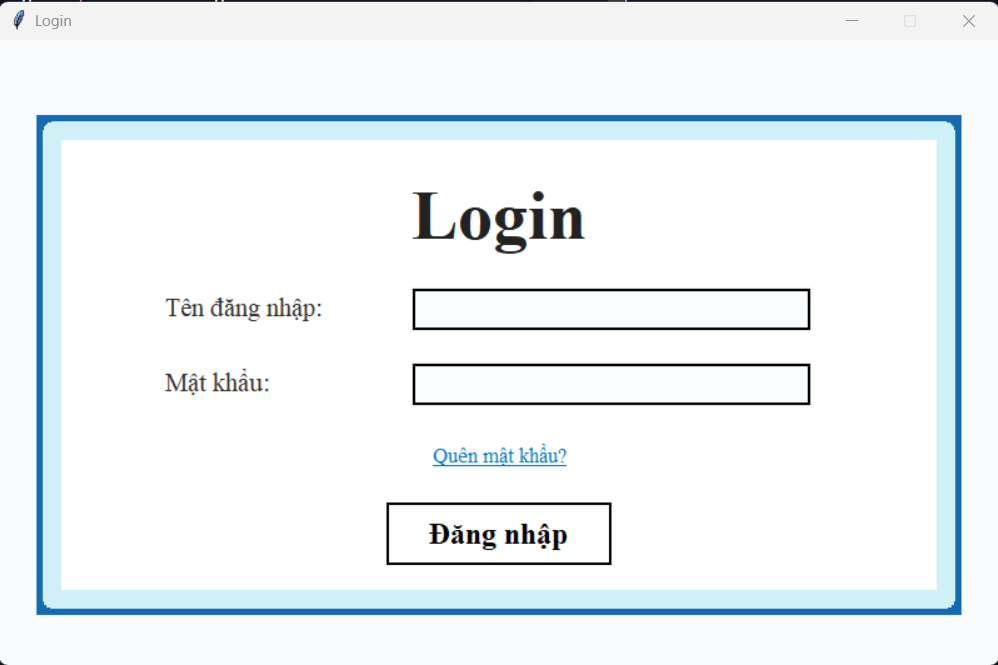 Login
Login
Tên đăng nhập:
Mật khẩu:
Quên mật khẩu?
Đăng nhập